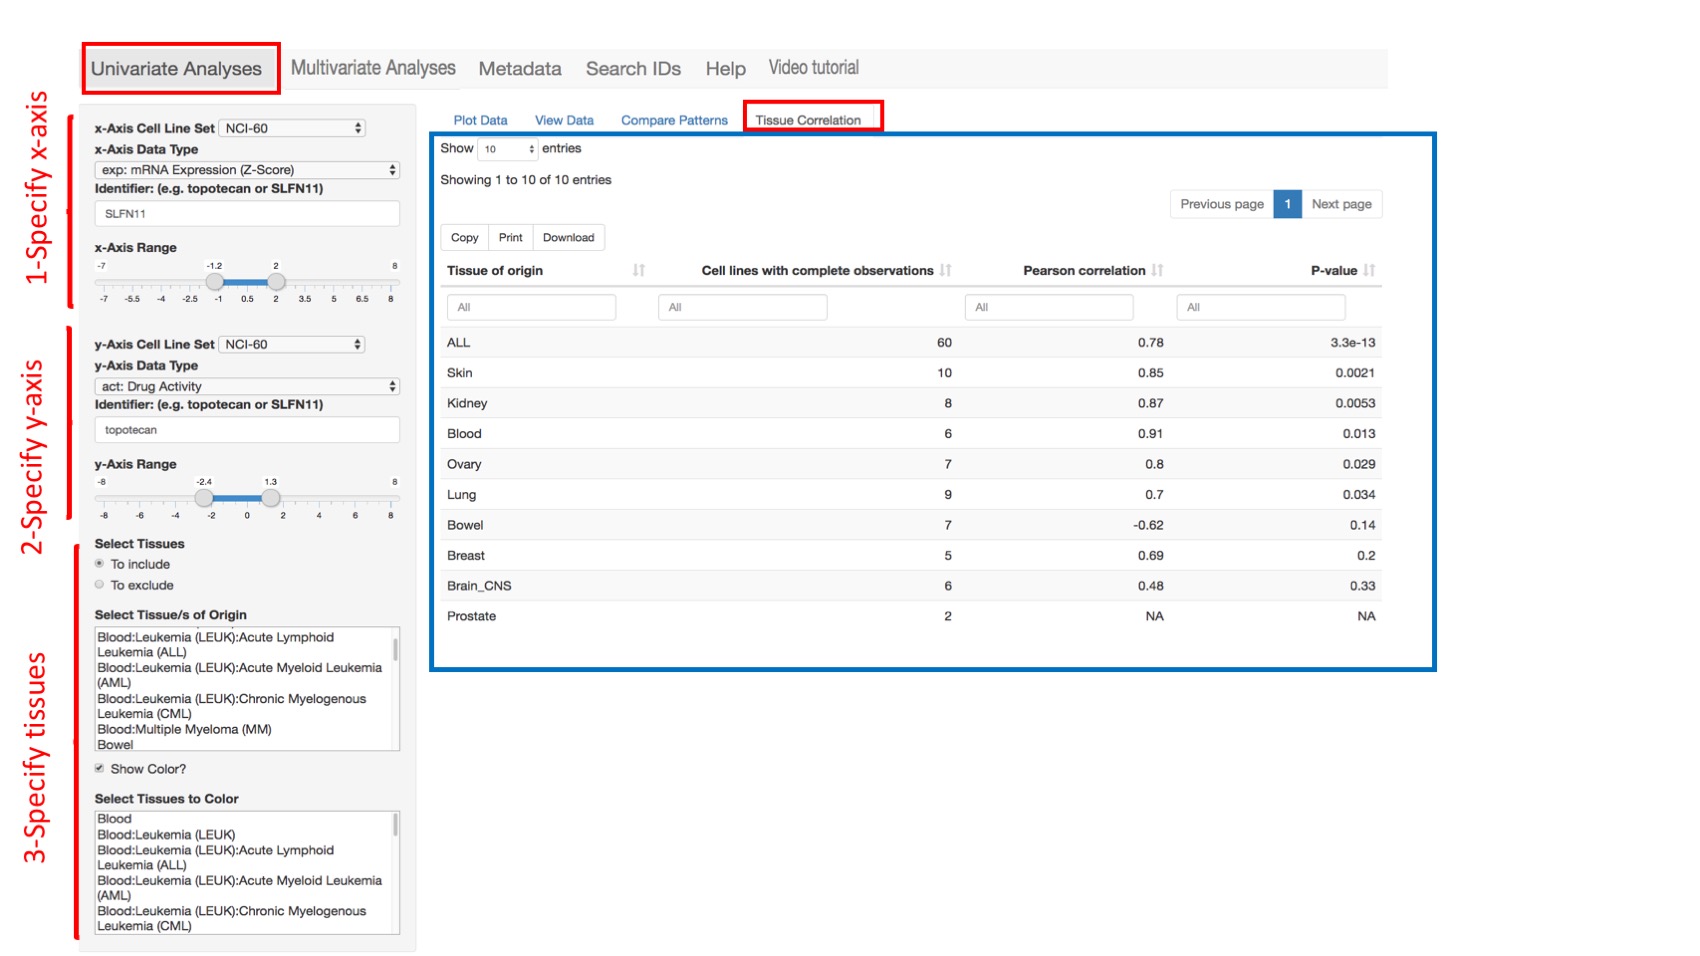 Univariate Analyses Multivariate Analyses Metadata Search IDs Help Video tutorial
1-Specify x-axis
x-Axis Cell Line Set NCI-60
x-Axis Data Type
exp: mRNA Expression (Z-Score)
Identifier: (e.g. topotecan or SLFN11)
SLFN11
x-Axis Range
-7 -1.2 2 8
-7 -5.5 -4 -2.5 -1 0.5 2 3.5 5 6.5 8
2-Specify y-axis
y-Axis Cell Line Set NCI-60
y-Axis Data Type
act: Drug Activity
Identifier: (e.g. topotecan or SLFN11)
topotecan
y-Axis Range
-8 -2.4 1.3 8
-8 -6 -4 -2 0 2 4 6 8
3-Specify tissues
Select Tissues
To include
To exclude
Select Tissue/s of Origin
Blood:Leukemia (LEUK):Acute Lymphoid
Leukemia (ALL)
Blood:Leukemia (LEUK):Acute Myeloid Leukemia
(AML)
Blood:Leukemia (LEUK):Chronic Myelogenous
Leukemia (CML)
Blood:Multiple Myeloma (MM)
Bowel
Show Color?
Select Tissues to Color
Blood
Blood:Leukemia (LEUK)
Blood:Leukemia (LEUK):Acute Lymphoid
Leukemia (ALL)
Blood:Leukemia (LEUK):Acute Myeloid Leukemia
(AML)
Blood:Leukemia (LEUK):Chronic Myelogenous
Leukemia (CML)
Plot Data View Data Compare Patterns Tissue Correlation
Show 10 entries
Showing 1 to 10 of 10 entries
Previous page 1 Next page
Copy Print Download
Tissue of origin Cell lines with complete observations Pearson correlation P-value
All All All All
ALL 60 0.78 3.3e-13
Skin 10 0.85 0.0021
Kidney 8 0.87 0.0053
Blood 6 0.91 0.013
Ovary 7 0.8 0.029
Lung 9 0.7 0.034
Bowel 7 -0.62 0.14
Breast 5 0.69 0.2
Brain_CNS 6 0.48 0.33
Prostate 2 NA NA